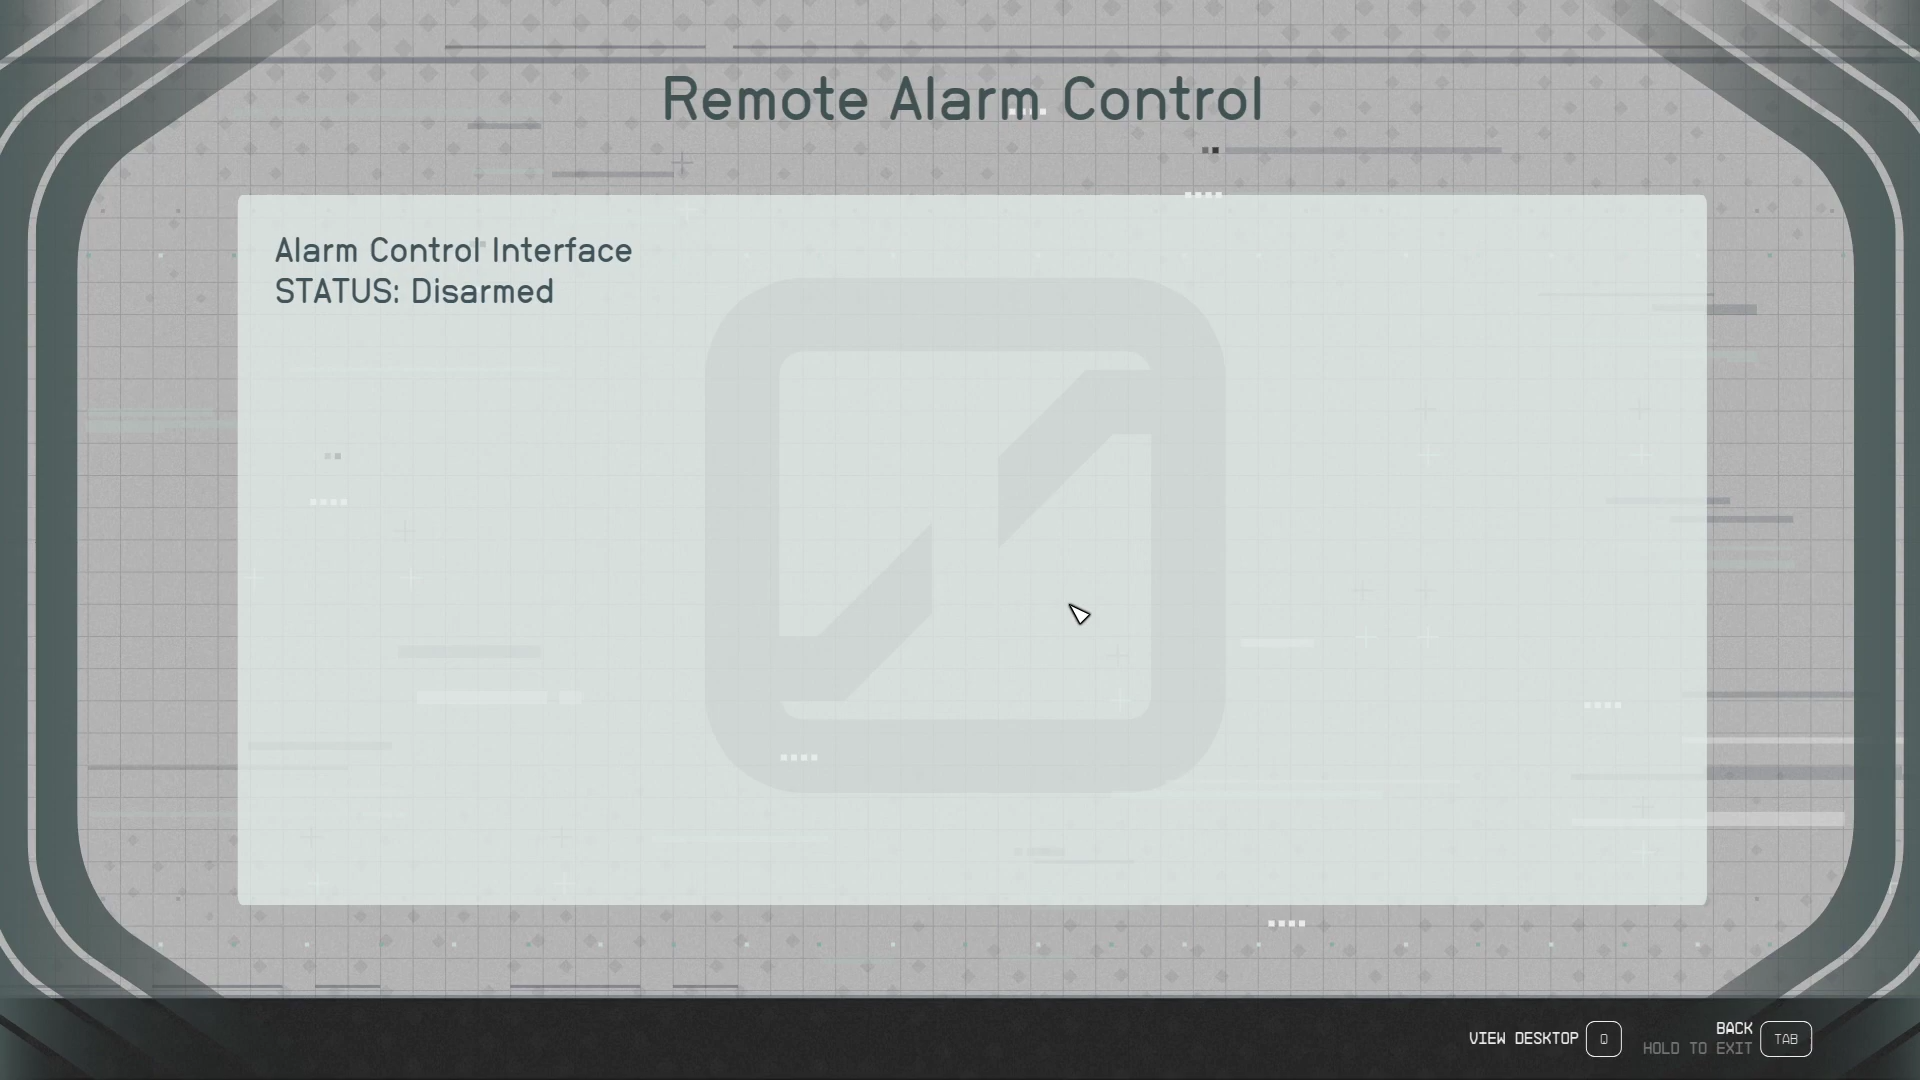 Remote Alarm Control
Alarm Control Interface
STATUS: Disarmed
VIEW DESKTOP Q
BACK
HOLD TO EXIT TAB